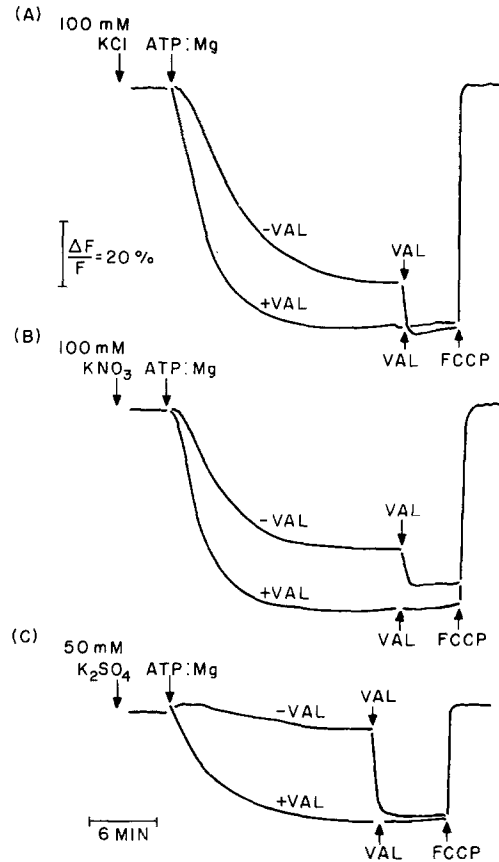 (A)
100 mM
KCl ATP:Mg
-VAL
VAL
ΔF
F = 20 %
+VAL
VAL FCCP
(B)
100 mM
KNO₃ ATP:Mg
-VAL
VAL
+VAL
VAL FCCP
(C)
50 mM
K₂SO₄ ATP:Mg
VAL
-VAL
+VAL
VAL FCCP
6 MIN